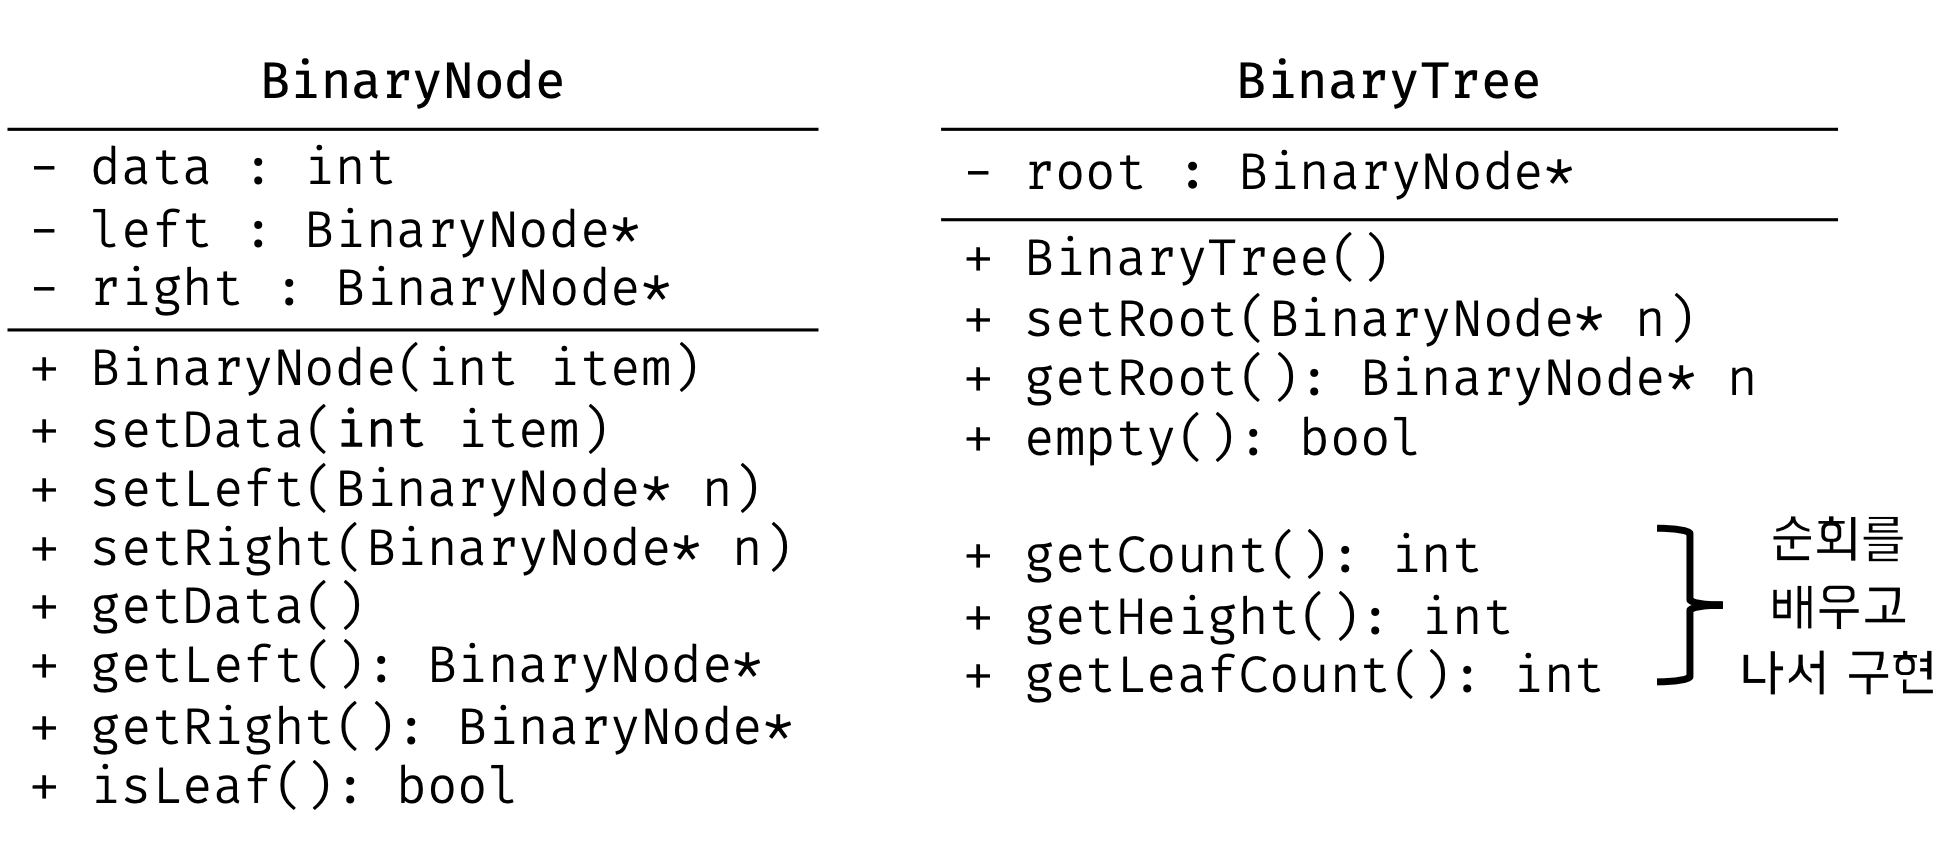 BinaryNode
- data : int
- left : BinaryNode*
- right : BinaryNode*
+ BinaryNode(int item)
+ setData(int item)
+ setLeft(BinaryNode* n)
+ setRight(BinaryNode* n)
+ getData()
+ getLeft(): BinaryNode*
+ getRight(): BinaryNode*
+ isLeaf(): bool
BinaryTree
- root : BinaryNode*
+ BinaryTree()
+ setRoot(BinaryNode* n)
+ getRoot(): BinaryNode* n
+ empty(): bool
+ getCount(): int
+ getHeight(): int
+ getLeafCount(): int
순회를
배우고
나서 구현